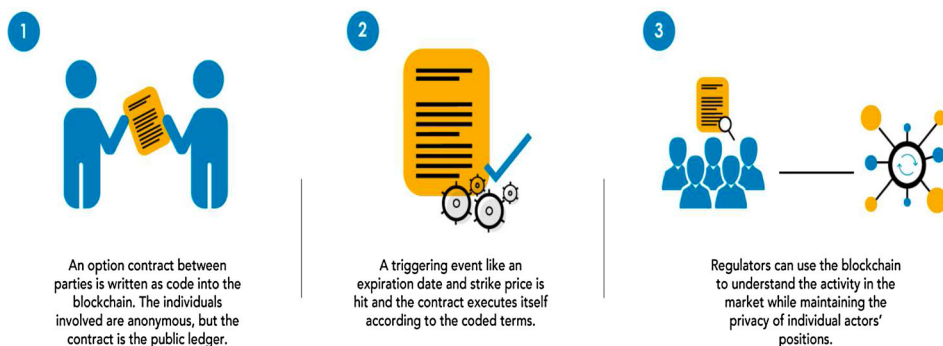 1
An option contract between
parties is written as code into the
blockchain. The individuals
involved are anonymous, but the
contract is the public ledger.
2
A triggering event like an
expiration date and strike price is
hit and the contract executes itself
according to the coded terms.
3
Regulators can use the blockchain
to understand the activity in the
market while maintaining the
privacy of individual actors'
positions.